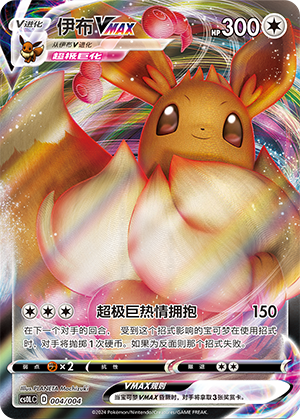 V进化
伊布VMAX
HP 300
从伊布V进化
超极巨化
超极巨热情拥抱 150
在下一个对手的回合,受到这个招式影响的宝可梦在使用招式
时,对手将抛掷1次硬币。如果为反面则那个招式失败。
弱点 ×2 抵抗力 撤退
Illus.PLANETA Mochizuki
VMAX规则
cs0LC 004/004
当宝可梦VMAX昏厥时,对手将拿取3张奖赏卡。
©2024 Pokémon/Nintendo/Creatures/GAME FREAK.